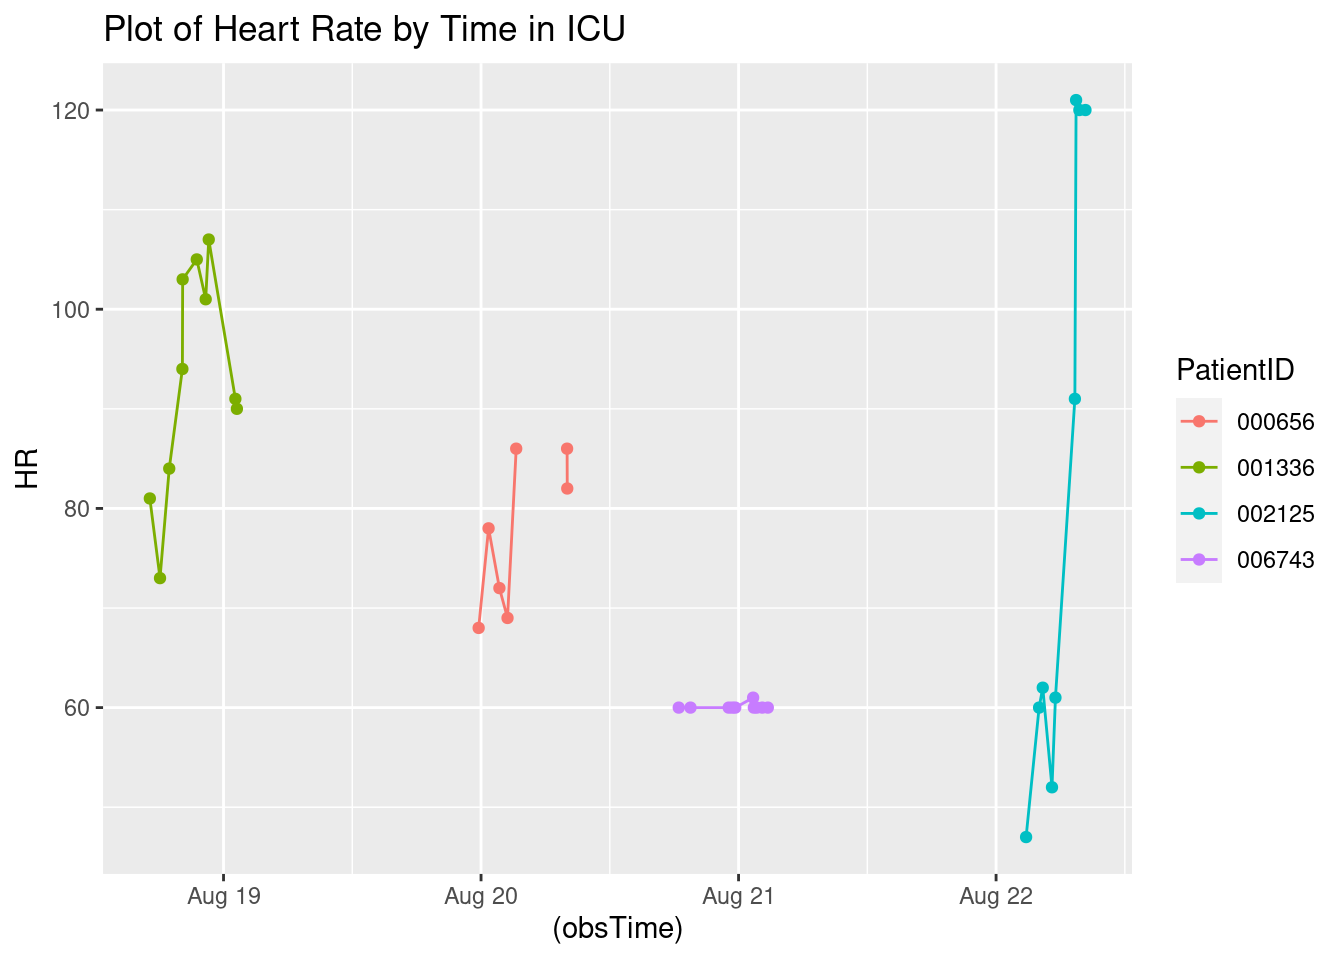 Plot of Heart Rate by Time in ICU
120
100
80
60
HR
Aug 19
Aug 20
Aug 21
Aug 22
(obsTime)
PatientID
000656
001336
002125
006743